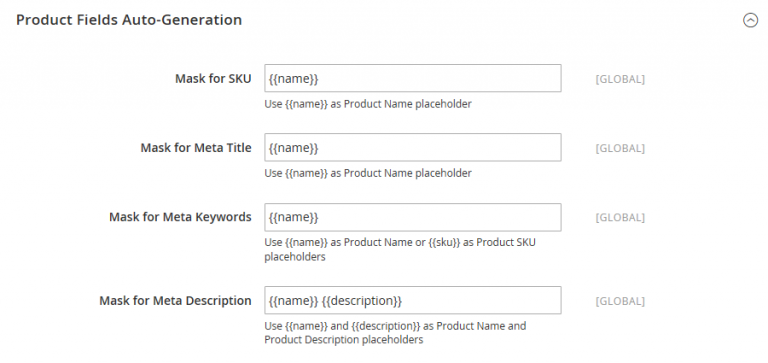 Product Fields Auto-Generation
Mask for SKU {{name}} [GLOBAL]
Use {{name}} as Product Name placeholder
Mask for Meta Title {{name}} [GLOBAL]
Use {{name}} as Product Name placeholder
Mask for Meta Keywords {{name}} [GLOBAL]
Use {{name}} as Product Name or {{sku}} as Product SKU
placeholders
Mask for Meta Description {{name}} {{description}} [GLOBAL]
Use {{name}} and {{description}} as Product Name and
Product Description placeholders